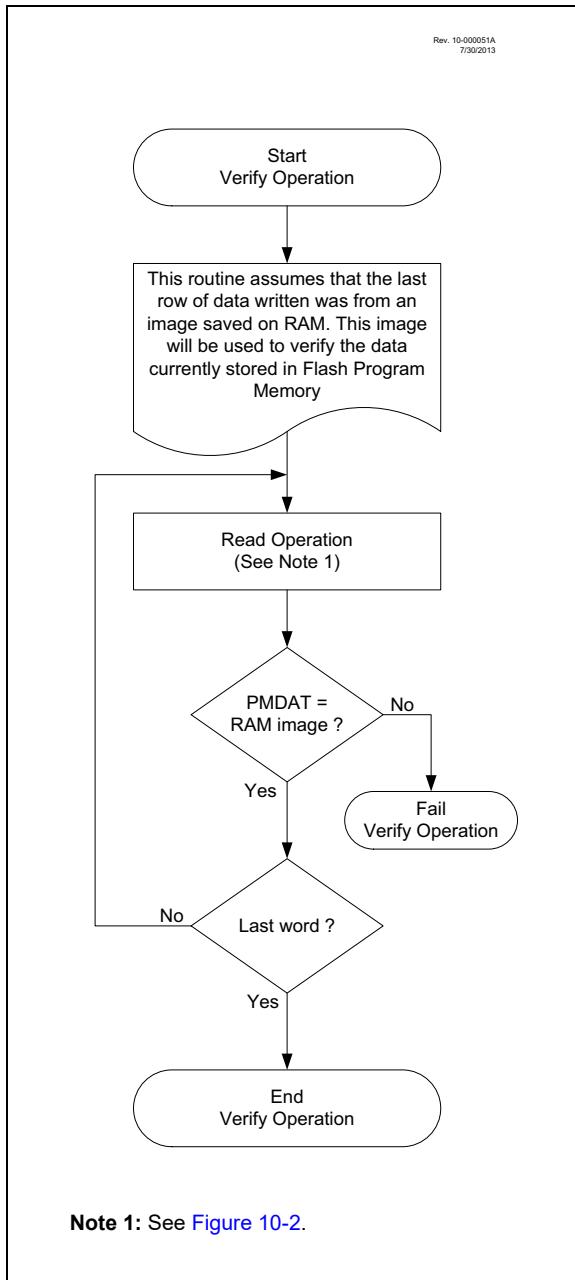 Rev. 10-000051A
7/30/2013
Start
Verify Operation
This routine assumes that the last
row of data written was from an
image saved on RAM. This image
will be used to verify the data
currently stored in Flash Program
Memory
Read Operation
(See Note 1)
PMDAT =
RAM image ?
No
Yes
Fail
Verify Operation
No
Last word ?
Yes
End
Verify Operation
Note 1: See Figure 10-2.